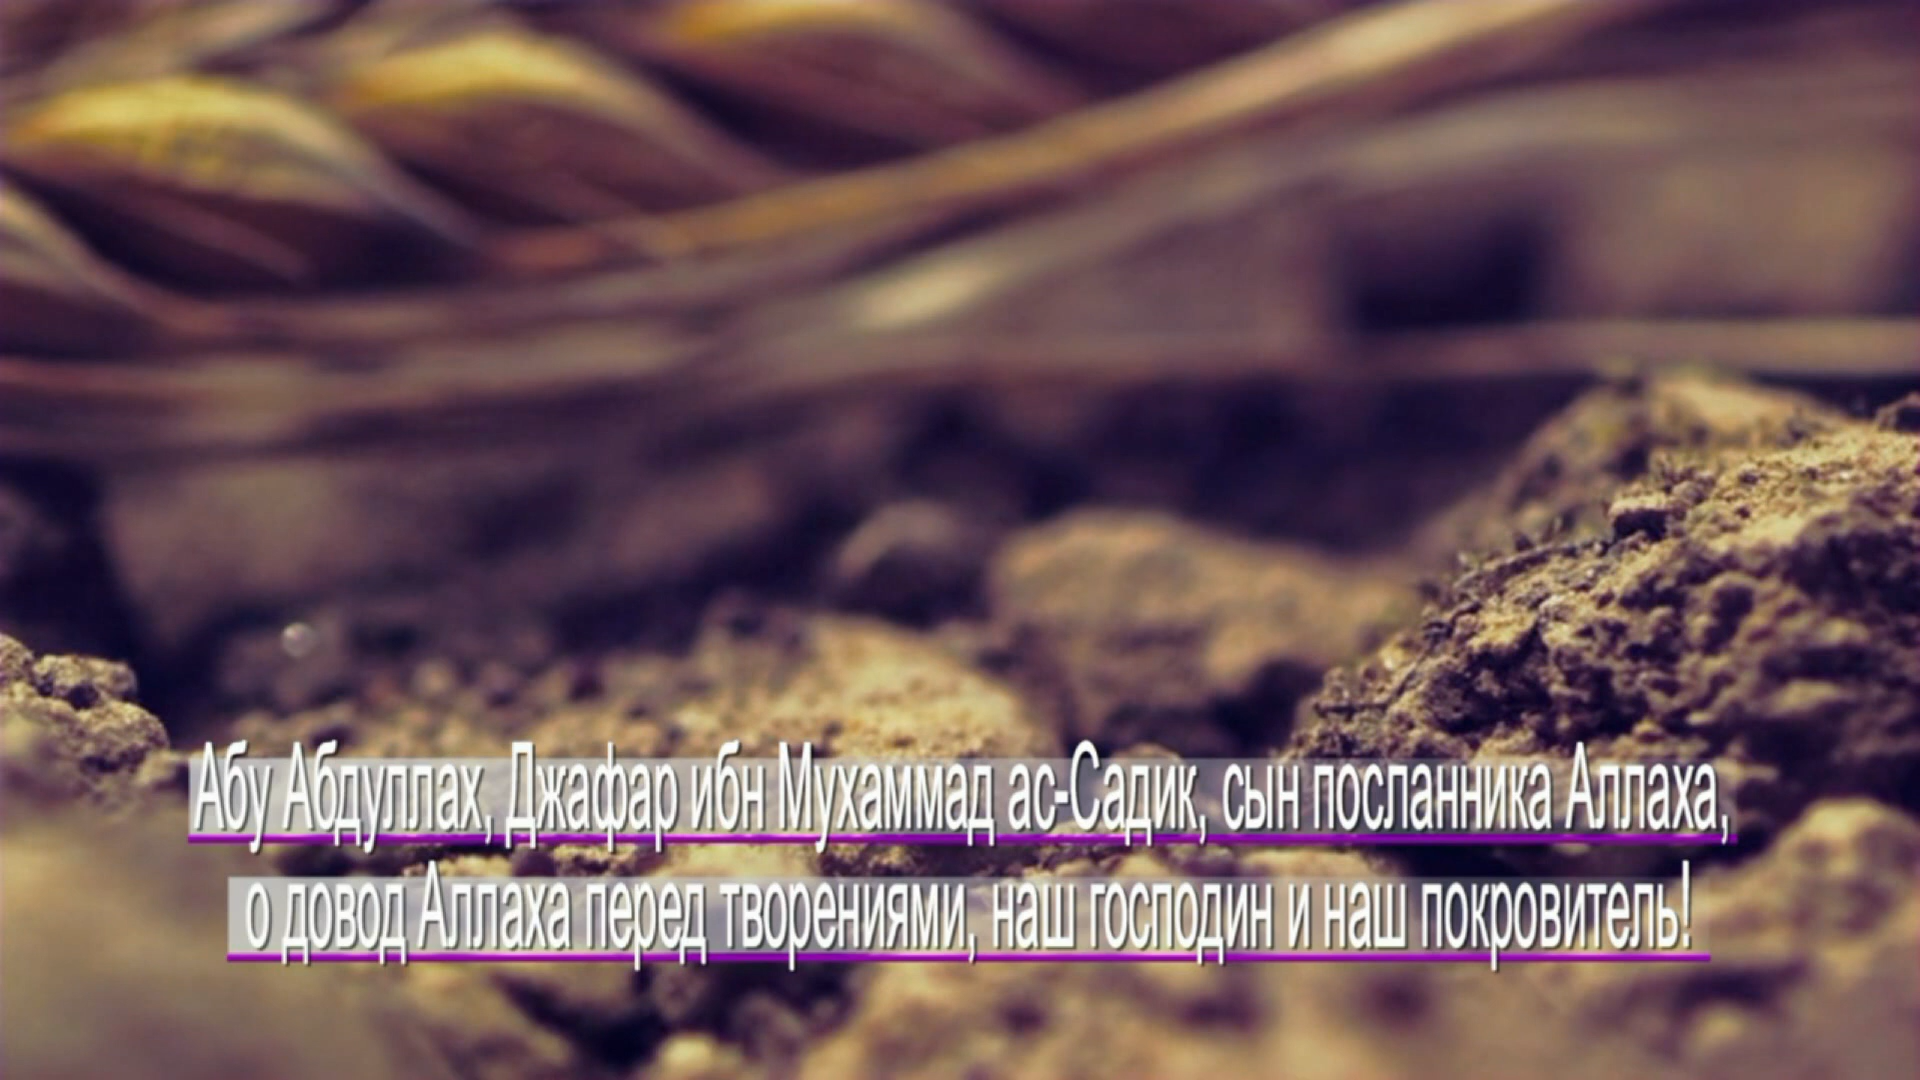 Абу Абдуллах, Джафар ибн Мухаммад ас-Садик, сын посланника Аллаха,
о довод Аллаха перед творениями, наш господин и наш покровитель!